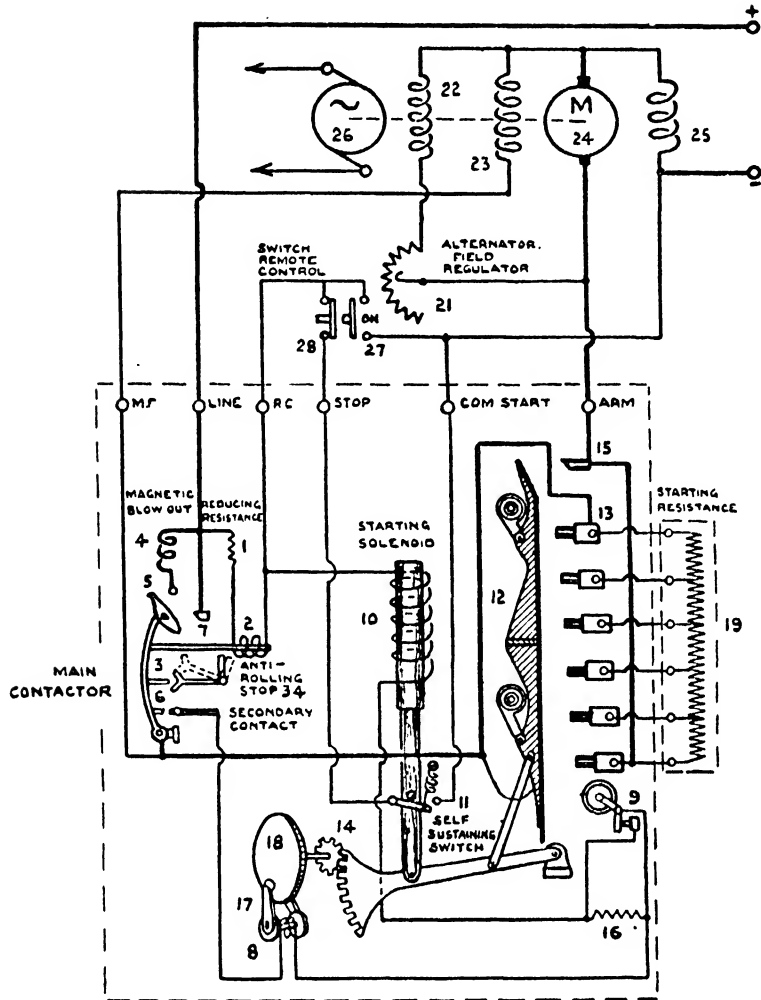 +
22
M
24
26
23
25
-
SWITCH
REMOTE
CONTROL
ALTERNATOR.
FIELD
REGULATOR
21
ON
28
27
MF
LINE
RC
STOP
COM START
ARM
15
MAGNETIC
BLOW OUT
REDUCING
RESISTANCE
STARTING
SOLENOID
13
STARTING
RESISTANCE
4
1
5
7
2
10
12
19
MAIN
CONTACTOR
3
ANTI-
ROLLING
STOP 34
6
SECONDARY
CONTACT
11
SELF
SUSTAINING
SWITCH
9
14
18
17
8
16